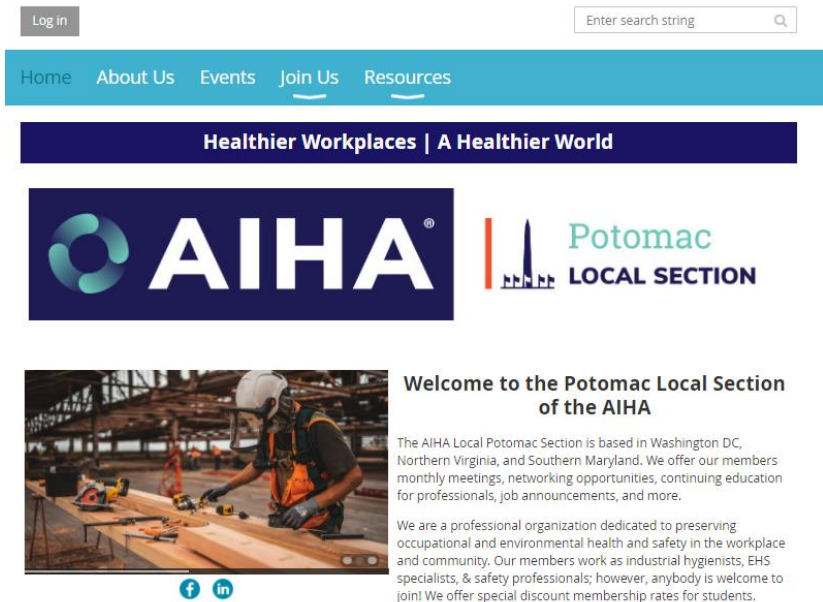 Log in
Enter search string
Home About Us Events Join Us Resources
Healthier Workplaces | A Healthier World
AIHA®
Potomac
LOCAL SECTION
Welcome to the Potomac Local Section
of the AIHA
The AIHA Local Potomac Section is based in Washington DC,
Northern Virginia, and Southern Maryland. We offer our members
monthly meetings, networking opportunities, continuing education
for professionals, job announcements, and more.
We are a professional organization dedicated to preserving
occupational and environmental health and safety in the workplace
and community. Our members work as industrial hygienists, EHS
specialists, & safety professionals; however, anybody is welcome to
join! We offer special discount membership rates for students.